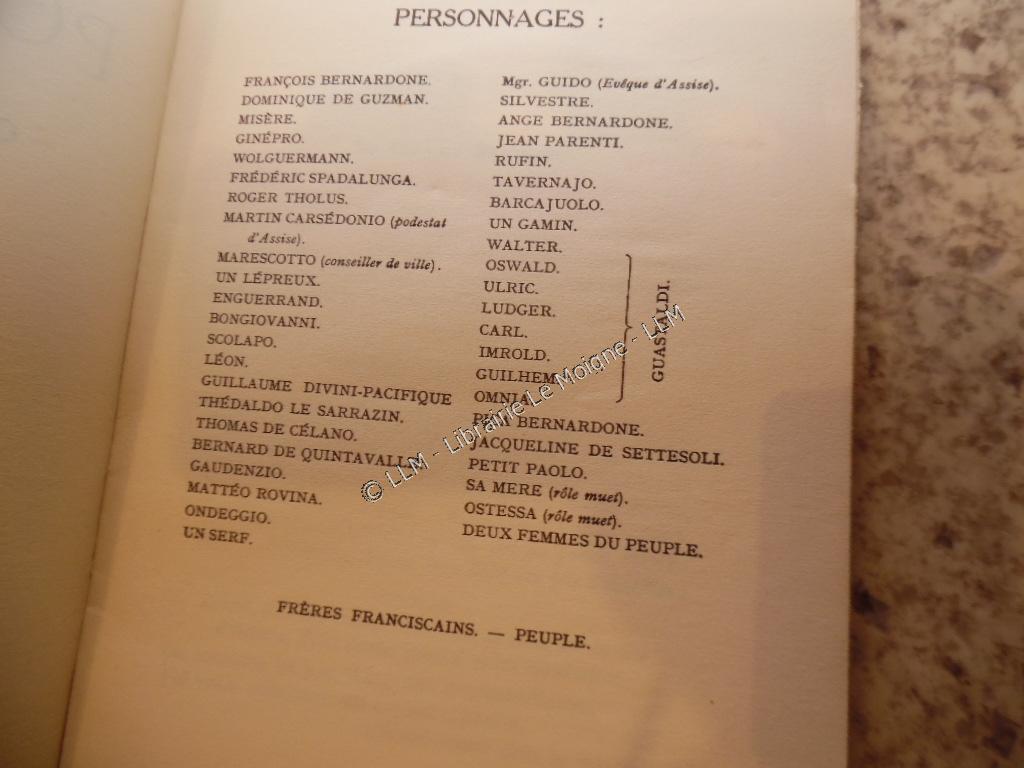 PERSONNAGES :
FRANÇOIS BERNARDONE.
DOMINIQUE DE GUZMAN.
MISÈRE.
GINÉPRO.
WOLGUERMANN.
FRÉDÉRIC SPADALUNGA.
ROGER THOLUS.
MARTIN CARSÉDONIO (podestat
d'Assise).
MARESCOTTO (conseiller de ville).
UN LÉPREUX.
ENGUERRAND.
BONGIOVANNI.
SCOLAPO.
LÉON.
GUILLAUME DIVINI-PACIFIQUE
THÉDALDO LE SARRAZIN.
THOMAS DE CÉLANO.
BERNARD DE QUINTAVALLE.
GAUDENZIO.
MATTÉO ROVINA.
ONDEGGIO.
UN SERF.
Mgr. GUIDO (Evêque d'Assise).
SILVESTRE.
ANGE BERNARDONE.
JEAN PARENTI.
RUFIN.
TAVERNAJO.
BARCAJUOLO.
UN GAMIN.
WALTER.
OSWALD.
ULRIC.
LUDGER.
CARL.
IMROLD.
GUILHEM.
OMNIA.
GUASTALDI.
BERNARDONE.
JACQUELINE DE SETTESOLI.
PETIT PAOLO.
SA MERE (rôle muet).
OSTESSA (rôle muet).
DEUX FEMMES DU PEUPLE.
FRÈRES FRANCISCAINS. — PEUPLE.
© LLM - Librairie Le Moigne - LLM